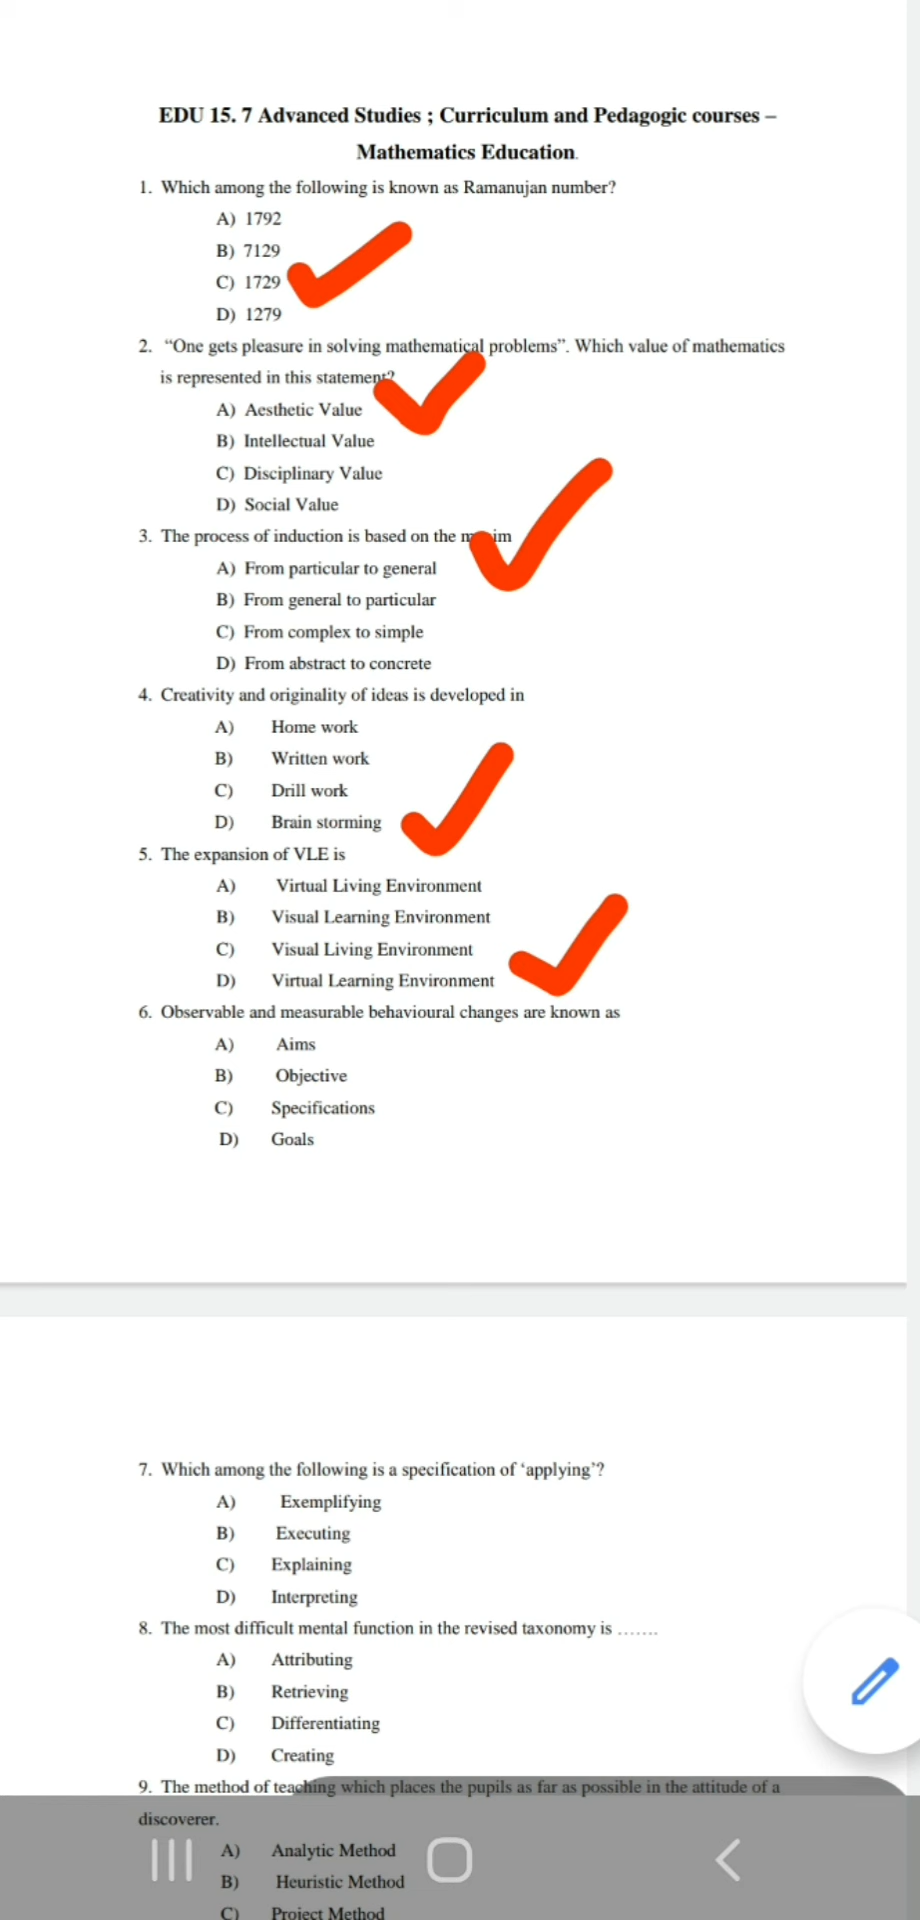 EDU 15. 7 Advanced Studies ; Curriculum and Pedagogic courses –
Mathematics Education.
1. Which among the following is known as Ramanujan number?
A) 1792
B) 7129
C) 1729
D) 1279
2. “One gets pleasure in solving mathematical problems”. Which value of mathematics
is represented in this statement?
A) Aesthetic Value
B) Intellectual Value
C) Disciplinary Value
D) Social Value
3. The process of induction is based on the maxim
A) From particular to general
B) From general to particular
C) From complex to simple
D) From abstract to concrete
4. Creativity and originality of ideas is developed in
A) Home work
B) Written work
C) Drill work
D) Brain storming
5. The expansion of VLE is
A) Virtual Living Environment
B) Visual Learning Environment
C) Visual Living Environment
D) Virtual Learning Environment
6. Observable and measurable behavioural changes are known as
A) Aims
B) Objective
C) Specifications
D) Goals
7. Which among the following is a specification of ‘applying’?
A) Exemplifying
B) Executing
C) Explaining
D) Interpreting
8. The most difficult mental function in the revised taxonomy is .......
A) Attributing
B) Retrieving
C) Differentiating
D) Creating
9. The method of teaching which places the pupils as far as possible in the attitude of a
discoverer.
A) Analytic Method
B) Heuristic Method
C) Project Method